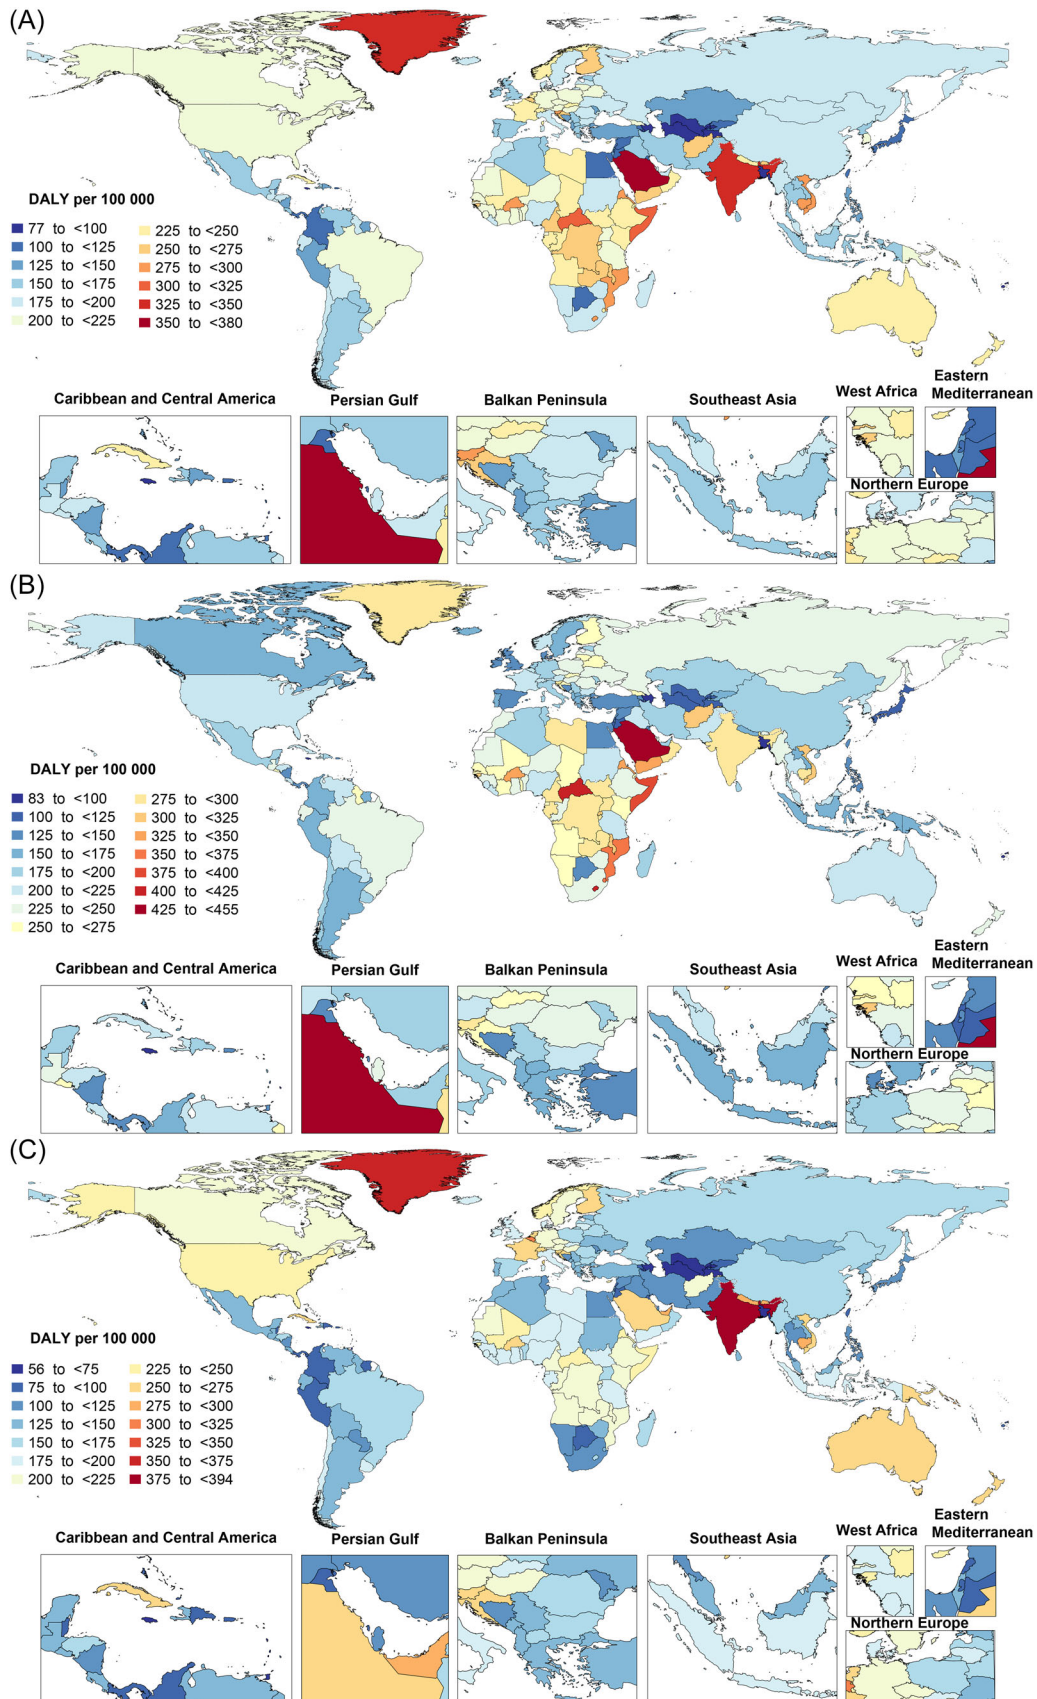 (A)
DALY per 100 000
77 to <100
100 to <125
125 to <150
150 to <175
175 to <200
200 to <225
225 to <250
250 to <275
275 to <300
300 to <325
325 to <350
350 to <380
Caribbean and Central America
Persian Gulf
Balkan Peninsula
Southeast Asia
West Africa
Eastern
Mediterranean
Northern Europe
(B)
DALY per 100 000
83 to <100
100 to <125
125 to <150
150 to <175
175 to <200
200 to <225
225 to <250
250 to <275
275 to <300
300 to <325
325 to <350
350 to <375
375 to <400
400 to <425
425 to <455
Caribbean and Central America
Persian Gulf
Balkan Peninsula
Southeast Asia
West Africa
Eastern
Mediterranean
Northern Europe
(C)
DALY per 100 000
56 to <75
75 to <100
100 to <125
125 to <150
150 to <175
175 to <200
200 to <225
225 to <250
250 to <275
275 to <300
300 to <325
325 to <350
350 to <375
375 to <394
Caribbean and Central America
Persian Gulf
Balkan Peninsula
Southeast Asia
West Africa
Eastern
Mediterranean
Northern Europe